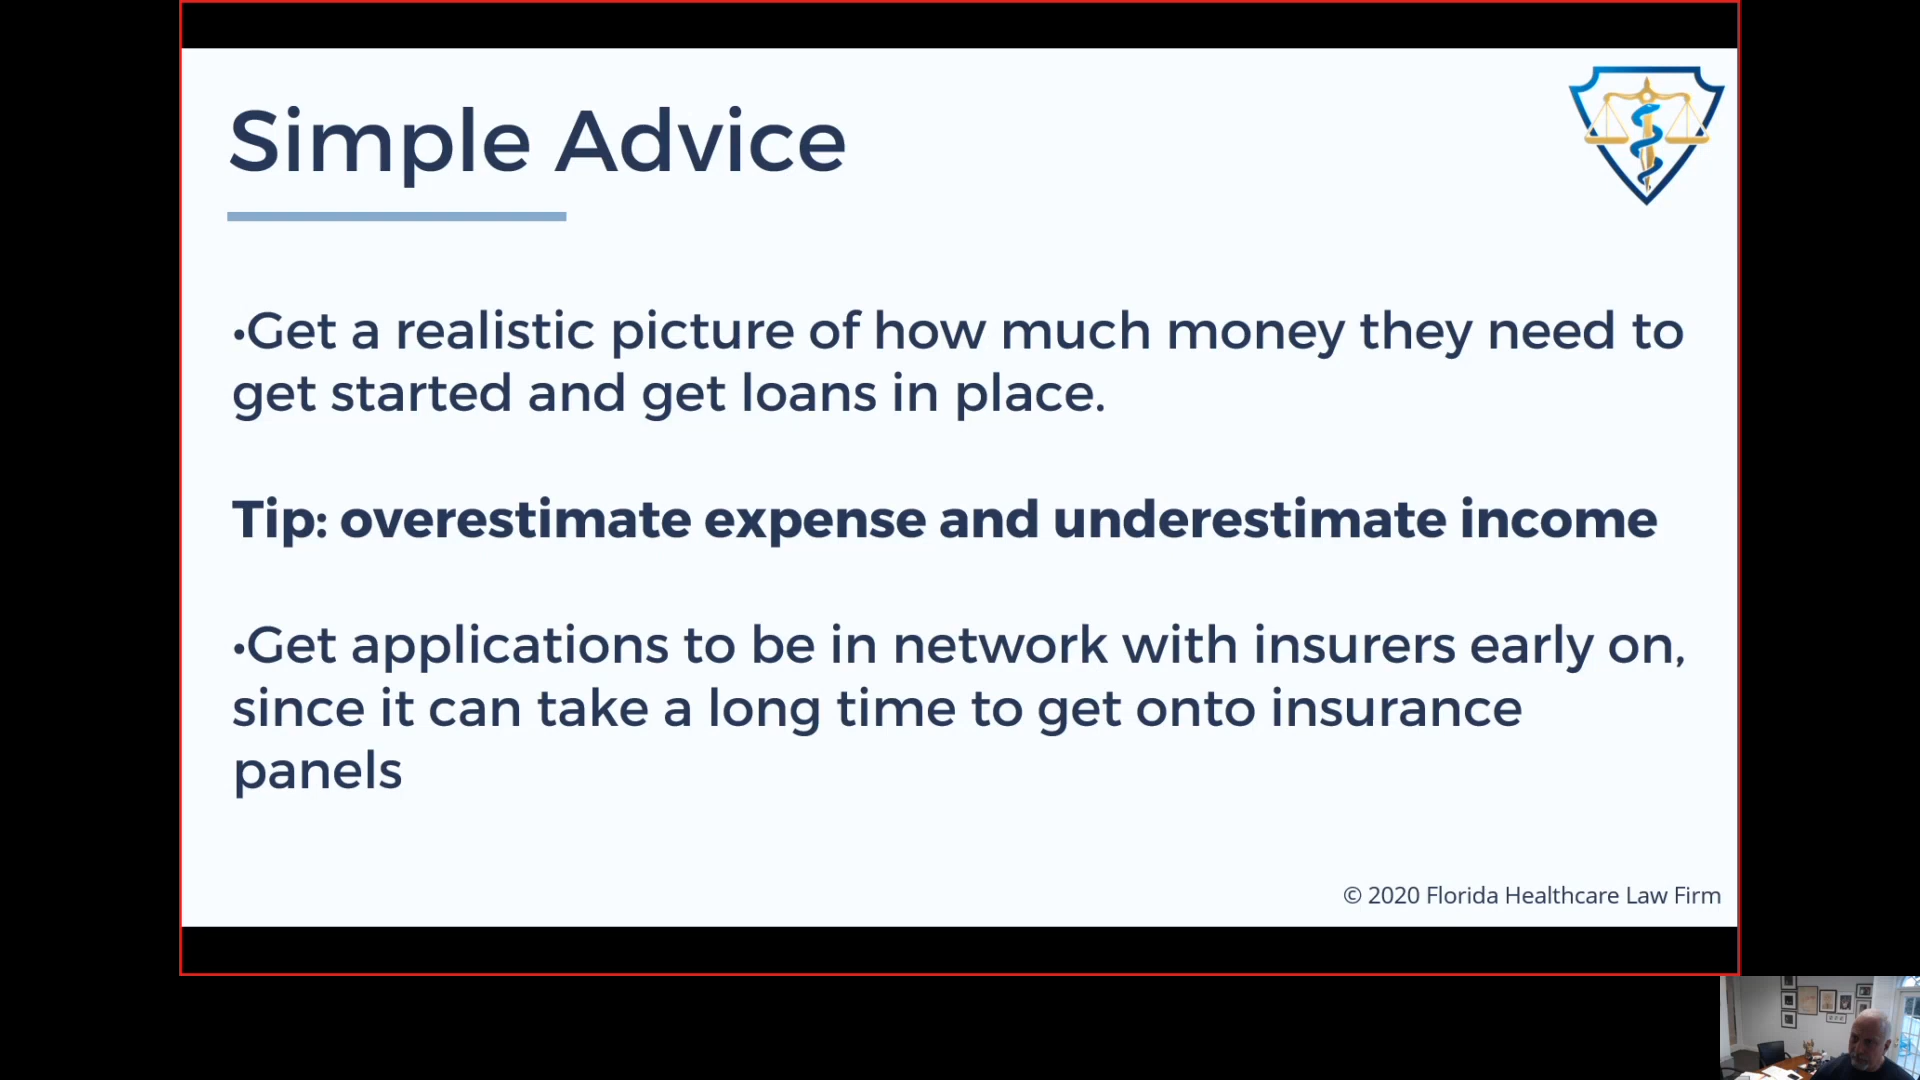 Simple Advice
•Get a realistic picture of how much money they need to
get started and get loans in place.
Tip: overestimate expense and underestimate income
•Get applications to be in network with insurers early on,
since it can take a long time to get onto insurance
panels
© 2020 Florida Healthcare Law Firm